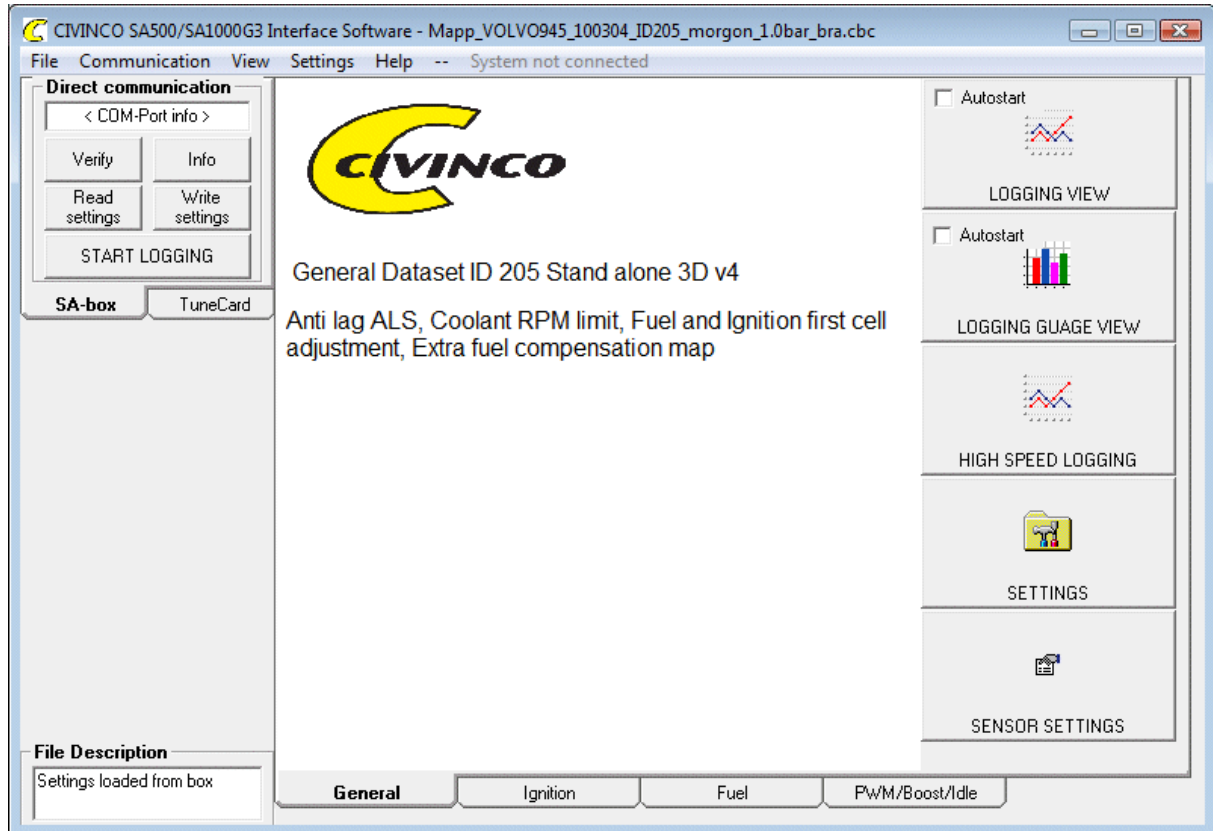 CIVINCO SA500/SA1000G3 Interface Software - Mapp_VOLVO945_100304_ID205_morgon_1.0bar_bra.cbc
File Communication View Settings Help -- System not connected
Direct communication
< COM-Port info >
Verify
Info
Read
settings
Write
settings
START LOGGING
SA-box
TuneCard
CIVINCO
General Dataset ID 205 Stand alone 3D v4
Anti lag ALS, Coolant RPM limit, Fuel and Ignition first cell
adjustment, Extra fuel compensation map
Autostart
LOGGING VIEW
Autostart
LOGGING GUAGE VIEW
HIGH SPEED LOGGING
SETTINGS
SENSOR SETTINGS
File Description
Settings loaded from box
General
Ignition
Fuel
PWM/Boost/Idle